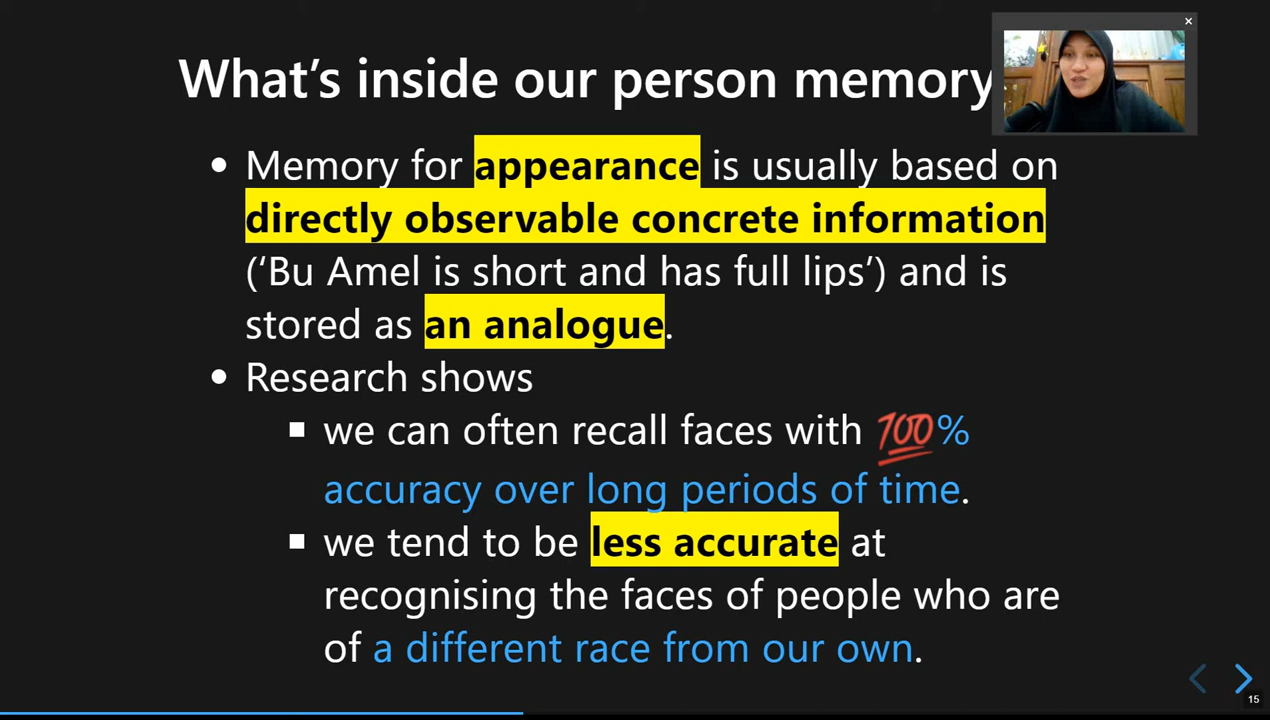 What's inside our person memory
• Memory for appearance is usually based on
directly observable concrete information
('Bu Amel is short and has full lips') and is
stored as an analogue.
• Research shows
▪ we can often recall faces with 💯%
accuracy over long periods of time.
▪ we tend to be less accurate at
recognising the faces of people who are
of a different race from our own.
15